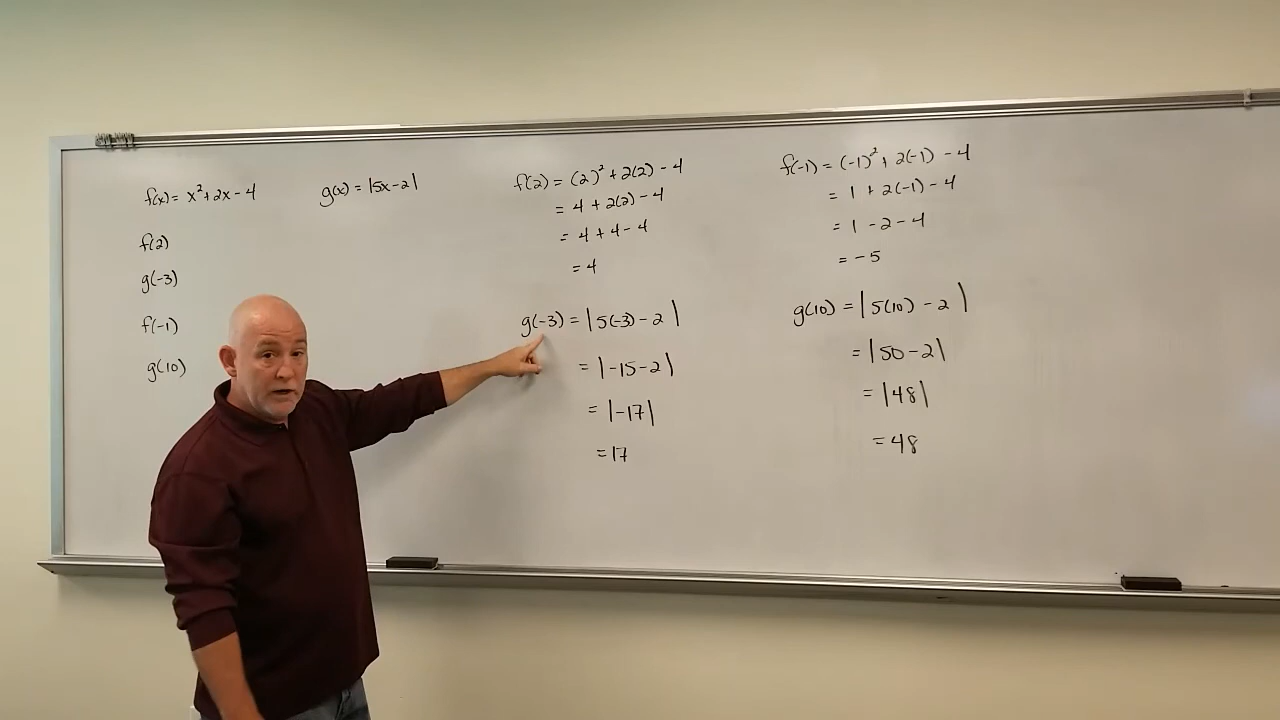 f(x) = x² + 2x - 4
g(x) = |5x - 2|
f(2)
g(-3)
f(-1)
g(10)
f(2) = (2)² + 2(2) - 4
= 4 + 2(2) - 4
= 4 + 4 - 4
= 4
g(-3) = |5(-3) - 2|
= |-15 - 2|
= |-17|
= 17
f(-1) = (-1)² + 2(-1) - 4
= 1 + 2(-1) - 4
= 1 - 2 - 4
= -5
g(10) = |5(10) - 2|
= |50 - 2|
= |48|
= 48